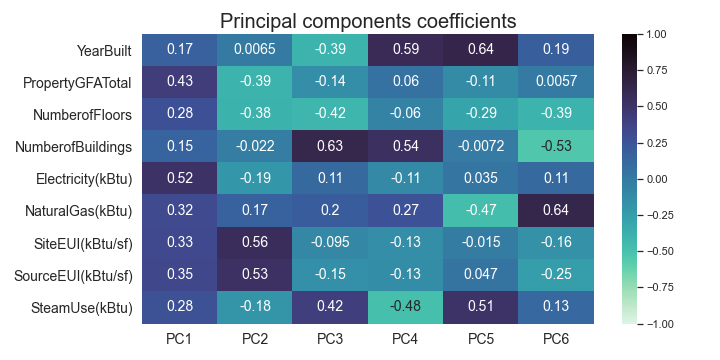 Principal components coefficients
YearBuilt 0.17 0.0065 -0.39 0.59 0.64 0.19
PropertyGFATotal 0.43 -0.39 -0.14 0.06 -0.11 0.0057
NumberofFloors 0.28 -0.38 -0.42 -0.06 -0.29 -0.39
NumberofBuildings 0.15 -0.022 0.63 0.54 -0.0072 -0.53
Electricity(kBtu) 0.52 -0.19 0.11 -0.11 0.035 0.11
NaturalGas(kBtu) 0.32 0.17 0.2 0.27 -0.47 0.64
SiteEUI(kBtu/sf) 0.33 0.56 -0.095 -0.13 -0.015 -0.16
SourceEUI(kBtu/sf) 0.35 0.53 -0.15 -0.13 0.047 -0.25
SteamUse(kBtu) 0.28 -0.18 0.42 -0.48 0.51 0.13
PC1 PC2 PC3 PC4 PC5 PC6
1.00
0.75
0.50
0.25
0.00
-0.25
-0.50
-0.75
-1.00